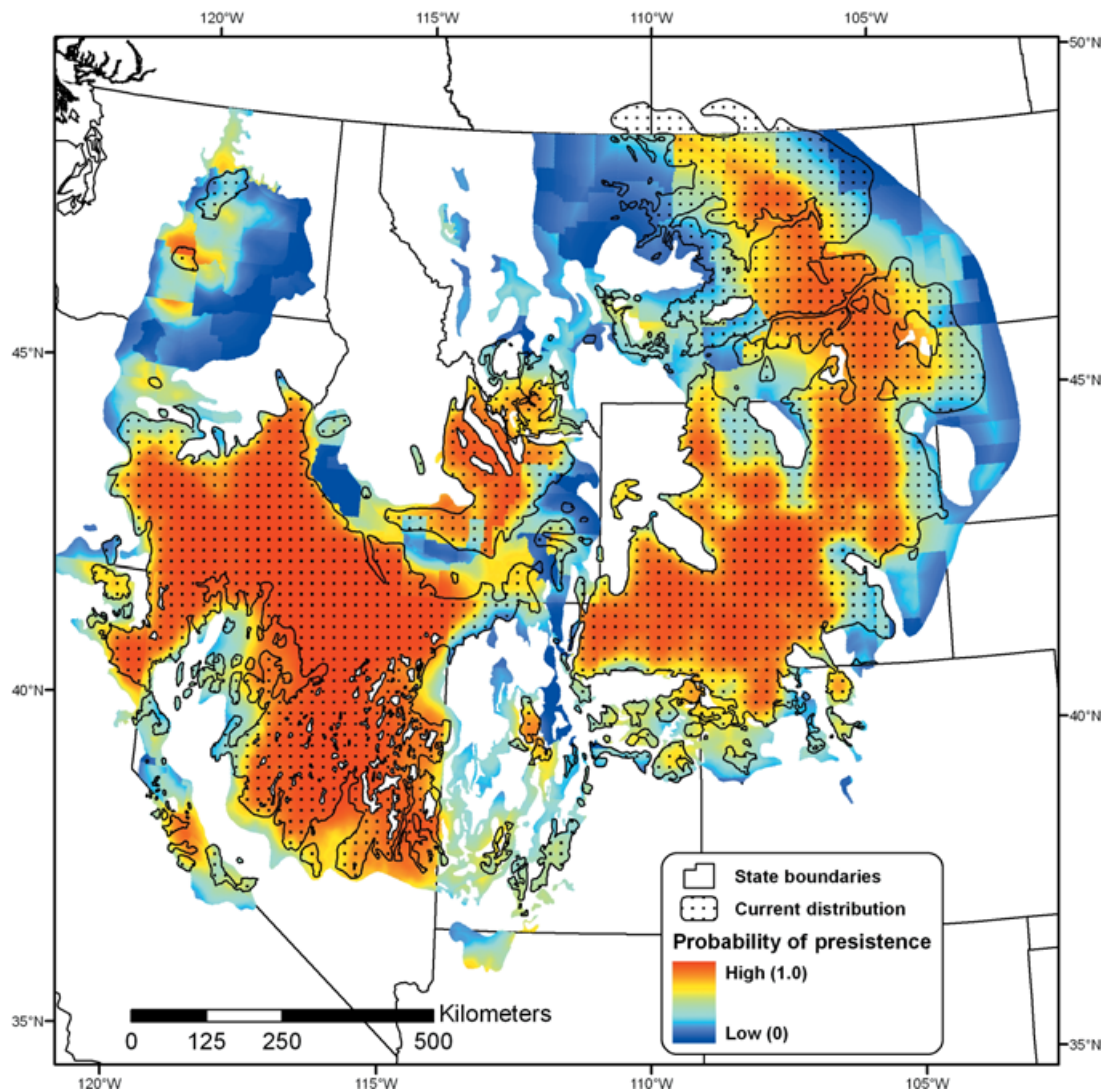 120°W 115°W 110°W 105°W
50°N
45°N 45°N
40°N 40°N
State boundaries
Current distribution
Probability of presistence
High (1.0)
Low (0)
Kilometers
0 125 250 500
35°N 35°N
120°W 115°W 110°W 105°W